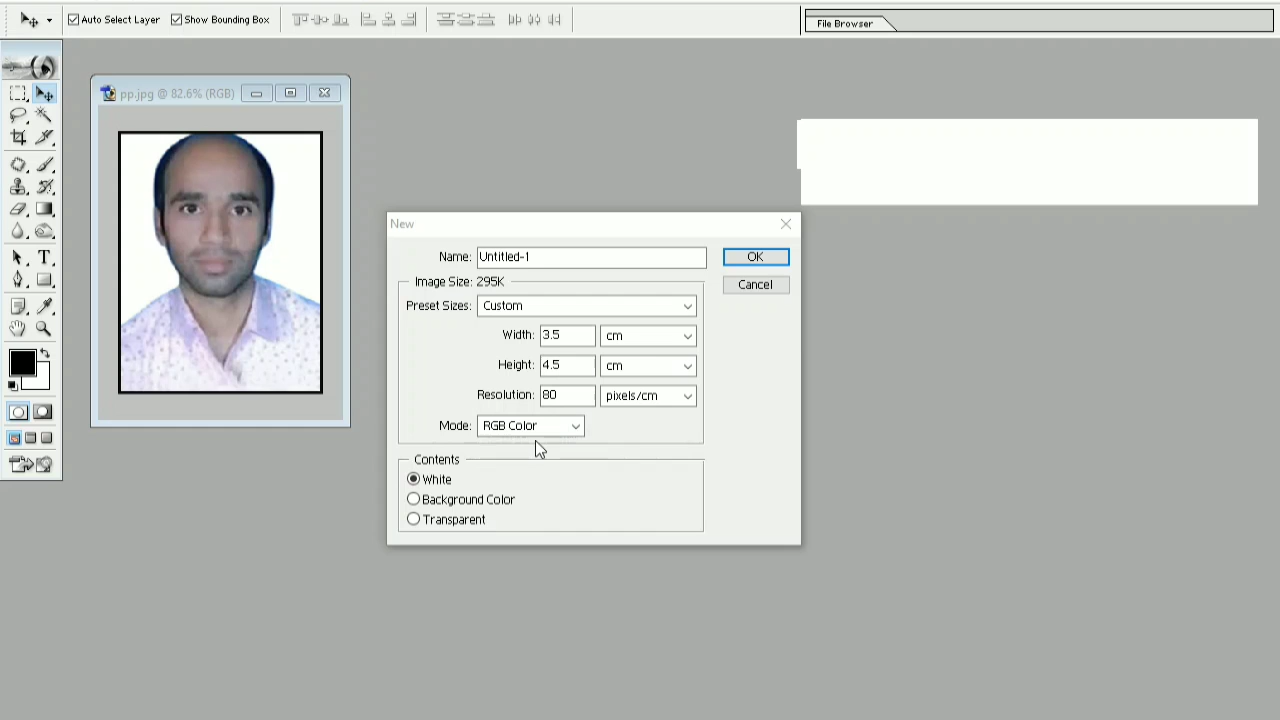 Auto Select Layer Show Bounding Box File Browser
pp.jpg @ 82.6% (RGB)
New
Name: Untitled-1 OK
Image Size: 295K Cancel
Preset Sizes: Custom
Width: 3.5 cm
Height: 4.5 cm
Resolution: 80 pixels/cm
Mode: RGB Color
Contents
White
Background Color
Transparent
T